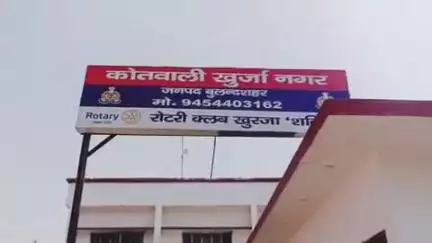 कोतवाली खुर्जा नगर
जनपद बुलन्दशहर
मो. 9454403162
Rotary रोटरी क्लब खुरजा